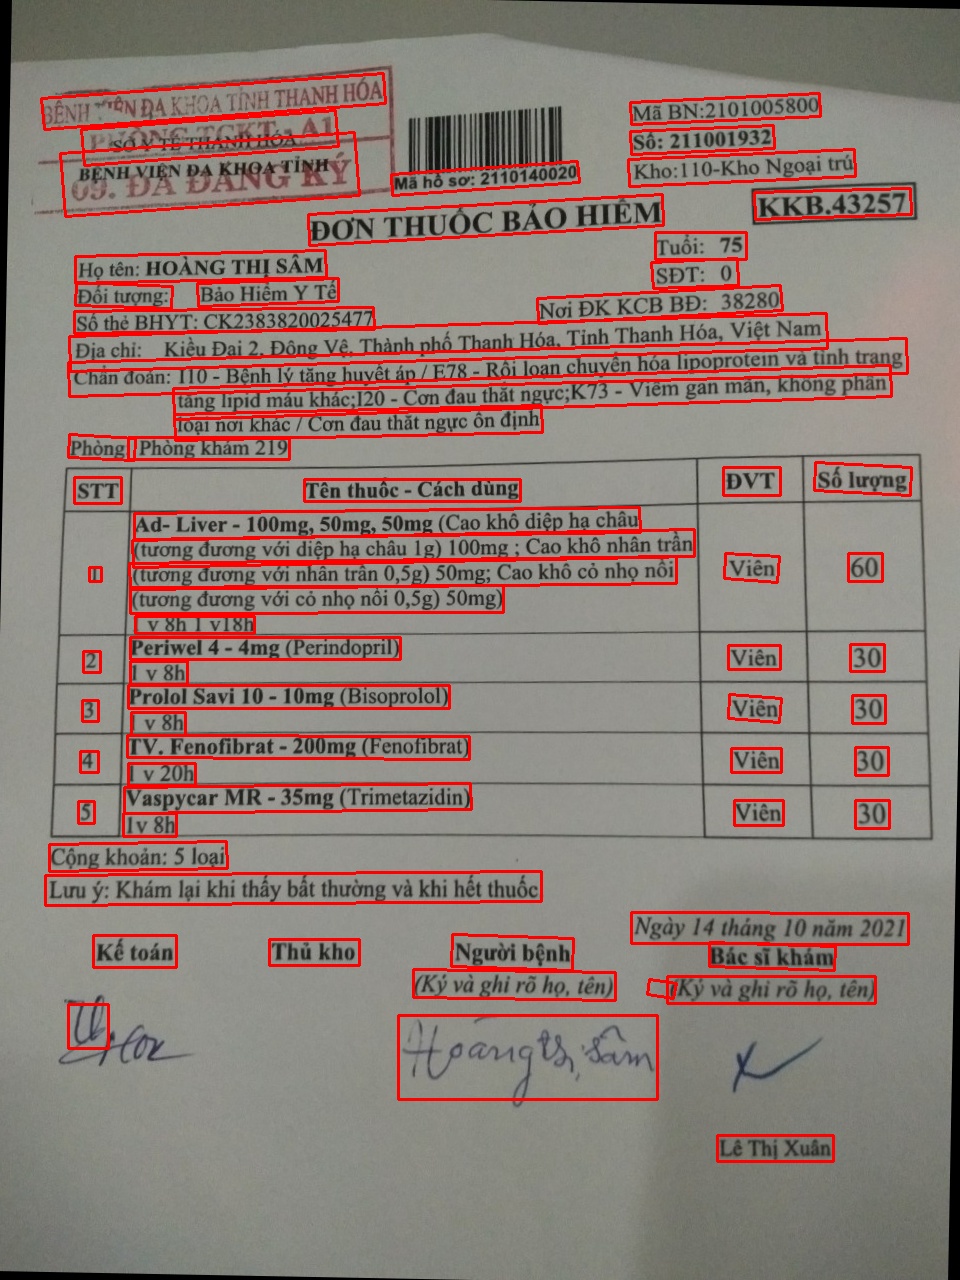 BỆNH VIỆN ĐA KHOA TỈNH THANH HÓA
PHÒNG TCKT - A1
SỞ Y TẾ THANH HÓA
BỆNH VIỆN ĐA KHOA TỈNH
09. ĐÃ ĐĂNG KÝ
Mã hồ sơ: 2110140020
Mã BN:2101005800
Số: 211001932
Kho:110-Kho Ngoại trú
KKB.43257
ĐƠN THUỐC BẢO HIỂM
Họ tên: HOÀNG THỊ SÂM Tuổi: 75
Đối tượng: Bảo Hiểm Y Tế SĐT: 0
Số thẻ BHYT: CK2383820025477 Nơi ĐK KCB BĐ: 38280
Địa chỉ: Kiều Đại 2, Đông Vệ, Thành phố Thanh Hóa, Tỉnh Thanh Hóa, Việt Nam
Chẩn đoán: I10 - Bệnh lý tăng huyết áp / E78 - Rối loạn chuyển hóa lipoprotein và tình trạng
tăng lipid máu khác;I20 - Cơn đau thắt ngực;K73 - Viêm gan mãn, không phân
loại nơi khác / Cơn đau thắt ngực ổn định
Phòng Phòng khám 219
STT Tên thuốc - Cách dùng ĐVT Số lượng
1 Ad- Liver - 100mg, 50mg, 50mg (Cao khô diệp hạ châu
(tương đương với diệp hạ châu 1g) 100mg ; Cao khô nhân trần
(tương đương với nhân trần 0,5g) 50mg; Cao khô cỏ nhọ nồi
(tương đương với cỏ nhọ nồi 0,5g) 50mg) Viên 60
1 v 8h 1 v18h
2 Periwel 4 - 4mg (Perindopril) Viên 30
1 v 8h
3 Prolol Savi 10 - 10mg (Bisoprolol) Viên 30
1 v 8h
4 TV. Fenofibrat - 200mg (Fenofibrat) Viên 30
1 v 20h
5 Vaspycar MR - 35mg (Trimetazidin) Viên 30
1v 8h
Cộng khoản: 5 loại
Lưu ý: Khám lại khi thấy bất thường và khi hết thuốc
Ngày 14 tháng 10 năm 2021
Kế toán Thủ kho Người bệnh Bác sĩ khám
(Ký và ghi rõ họ, tên) (Ký và ghi rõ họ, tên)
Hoàng thị Sâm
Lê Thị Xuân